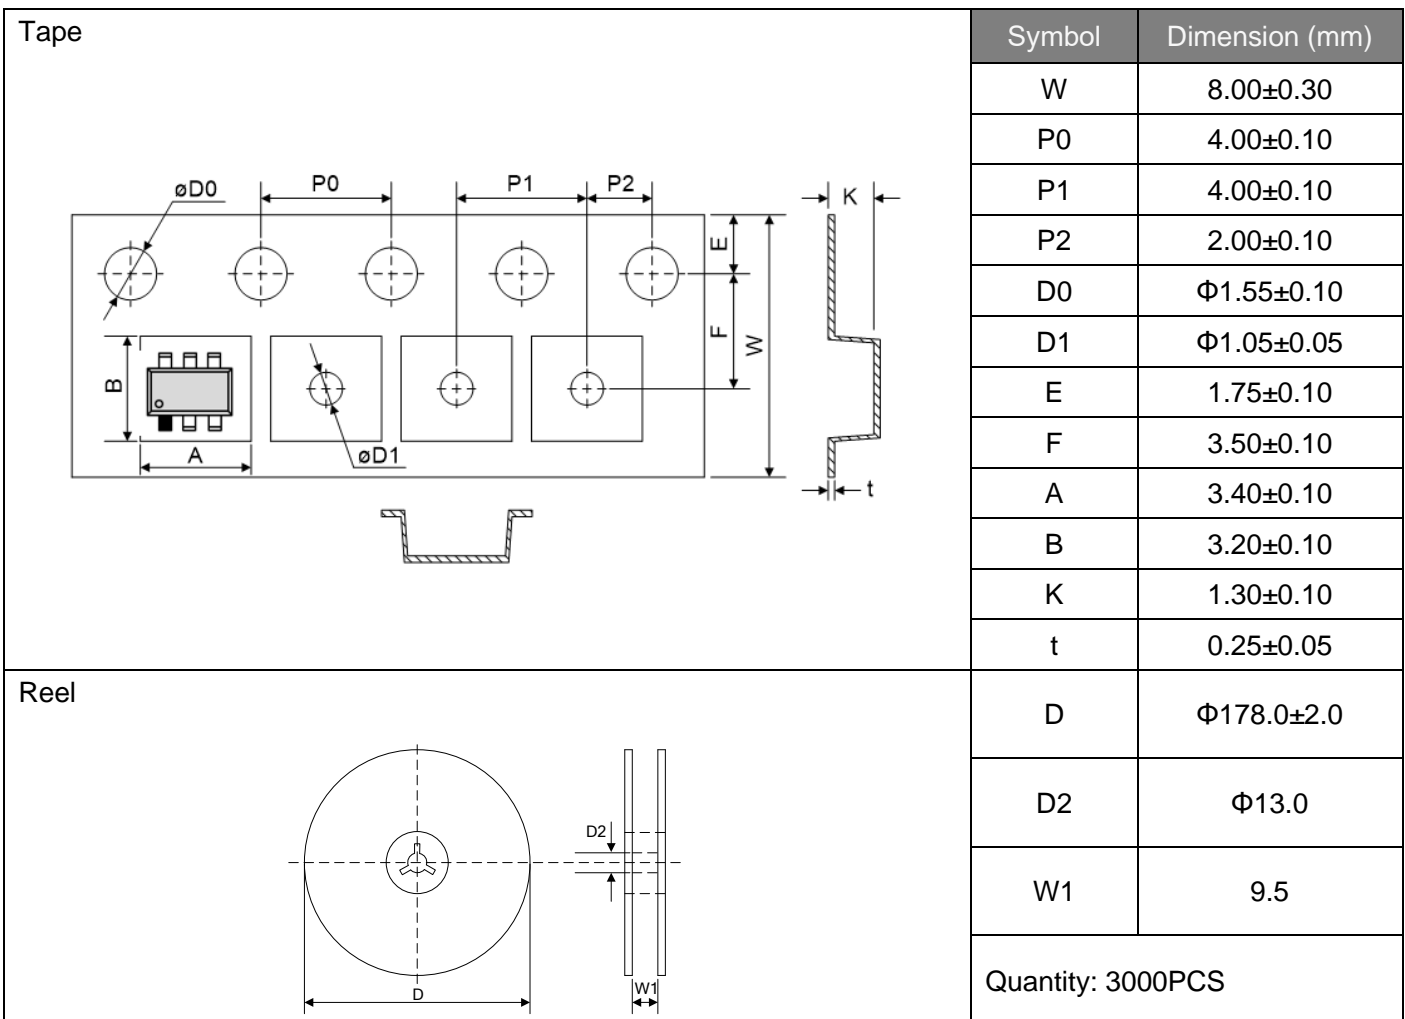 Tape
Symbol Dimension (mm)
W 8.00±0.30
P0 4.00±0.10
P1 4.00±0.10
P2 2.00±0.10
D0 Φ1.55±0.10
D1 Φ1.05±0.05
E 1.75±0.10
F 3.50±0.10
A 3.40±0.10
B 3.20±0.10
K 1.30±0.10
t 0.25±0.05
øD0 P0 P1 P2 K
E
F
W
B
A
øD1
t
Reel
D Φ178.0±2.0
D2 Φ13.0
W1 9.5
Quantity: 3000PCS
D2
D
W1